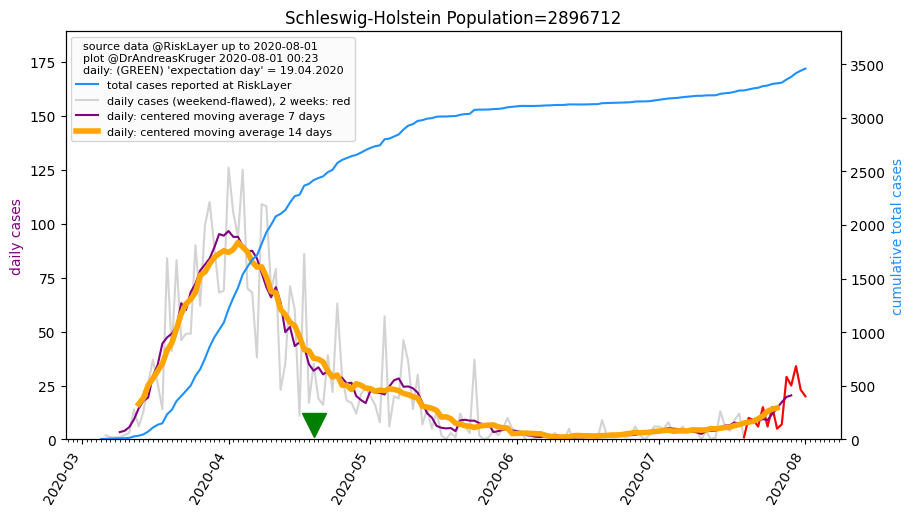 Schleswig-Holstein Population=2896712
source data @RiskLayer up to 2020-08-01
plot @DrAndreasKruger 2020-08-01 00:23
daily: (GREEN) 'expectation day' = 19.04.2020
total cases reported at RiskLayer
daily cases (weekend-flawed), 2 weeks: red
daily: centered moving average 7 days
daily: centered moving average 14 days
daily cases
175
150
125
100
75
50
25
0
3500
3000
2500
2000
1500
1000
500
0
cumulative total cases
2020-03
2020-04
2020-05
2020-06
2020-07
2020-08